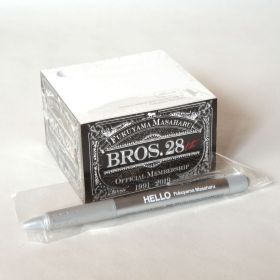 FUKUYAMA MASAHARU
BROS. 28th
OFFICIAL MEMBERSHIP
1991-2019
HELLO Fukuyama Masaharu